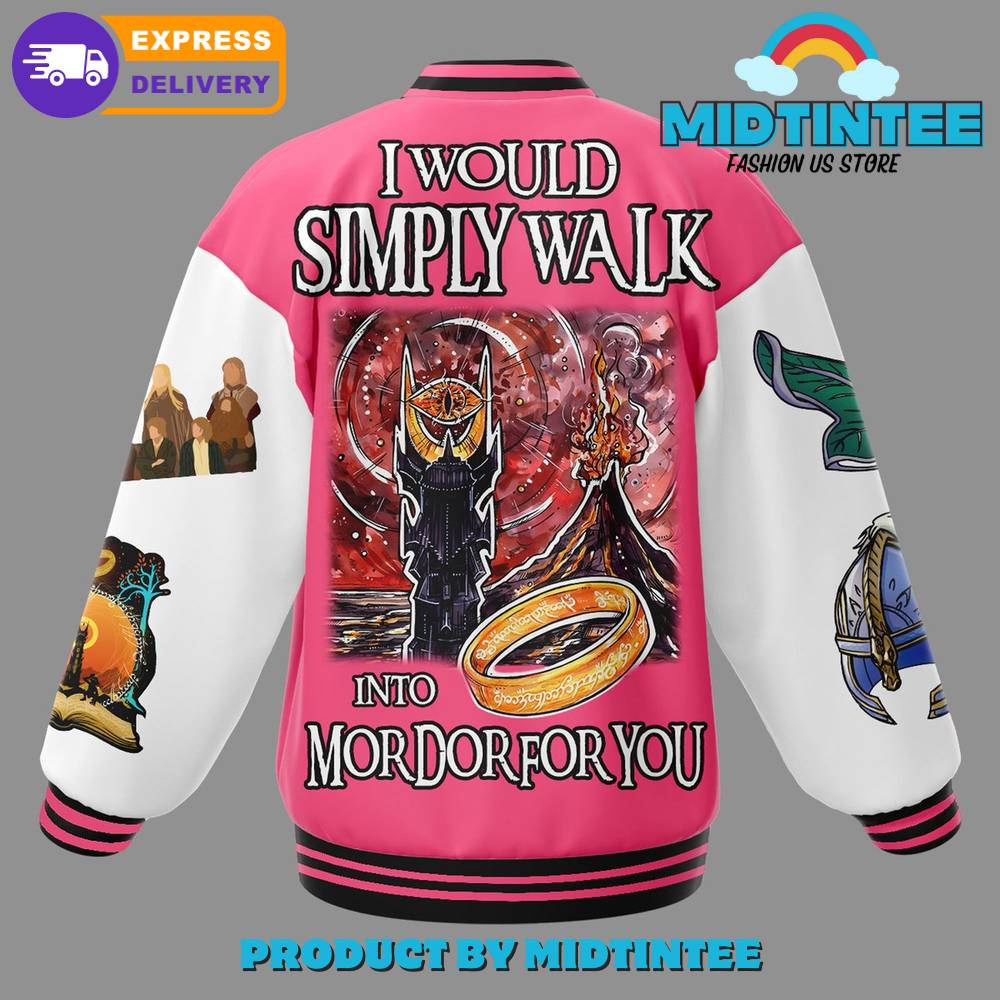 EXPRESS
DELIVERY
MIDTINTEE
FASHION US STORE
I WOULD
SIMPLY WALK
INTO
MORDOR FOR YOU
PRODUCT BY MIDTINTEE